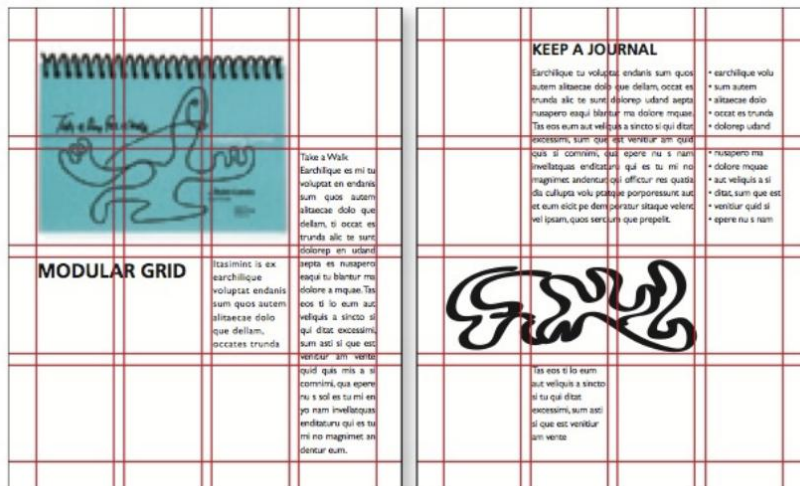 MODULAR GRID
Itasimint is ex
earchilique
voluptat endanis
sum quos autem
alitaecae dolo
que dellam,
occates trunda
Take a Walk
Earchilique es mi tu
voluptat en endanis
sum quos autem
alitaecae dolo que
dellam, ti occat es
trunda alic te sunt
dolorep en udand
aepta es nusapero
eaqui tu blantur ma
dolore a mquae. Tas
eos ti lo eum aut
veliquis a sincto si
qui ditat excessimi,
sum asti si que est
venitiur am vente
quid quis mis a si
comnimi, qua epere
nu s sol es tu mi en
yo nam invellatquas
enditaturu qui es tu
mi no magnimet an
dentur eum.
KEEP A JOURNAL
Earchilique tu voluptat endanis sum quos
autem alitaecae dolo que dellam, occat es
trunda alic te sunt dolorep udand aepta
nusapero eaqui blantur ma dolore mquae.
Tas eos eum aut veliquis a sincto si qui ditat
excessimi, sum que est venitiur am quid
quis si comnimi, qua epere nu s nam
invellatquas enditaturu qui es tu mi no
magnimet andentur qui offictur res quatia
dia cullupta volu ptatque porporessunt aut
et eum eicit pe dem poratur sitaque velent
vel ipsam, quos sercium que prepelit.
• earchilique volu
• sum autem
• alitaecae dolo
• occat es trunda
• dolorep udand
• nusapero ma
• dolore mquae
• aut veliquis a si
• ditat, sum que est
• venitiur quid si
• epere nu s nam
Tas eos ti lo eum
aut veliquis a sincto
si tu qui ditat
excessimi, sum asti
si que est venitiur
am vente